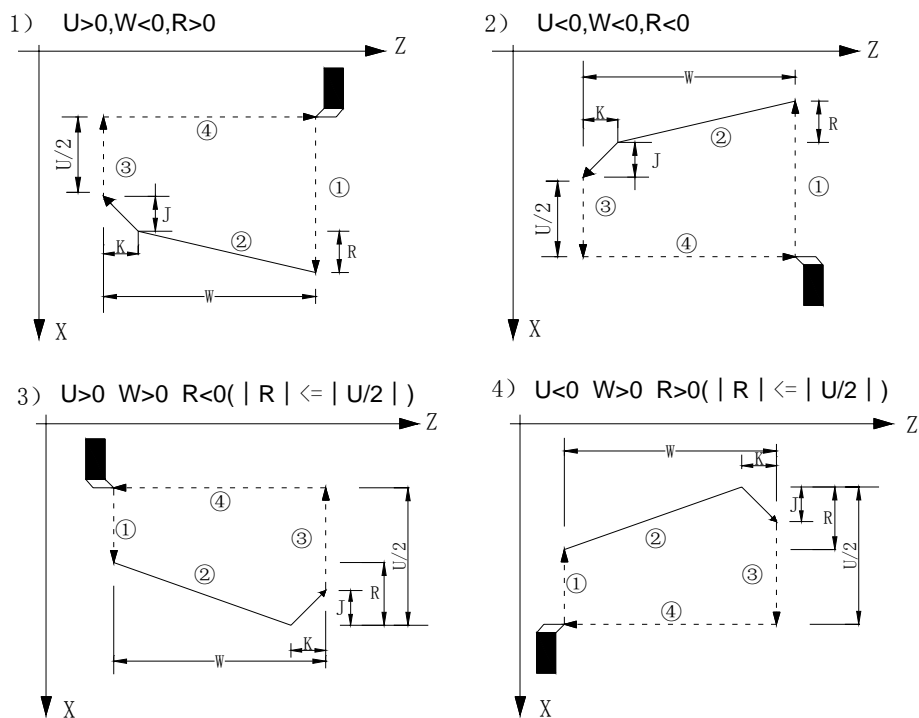 1） U>0,W<0,R>0
Z
④
U/2
③
①
J
K
②
R
W
X
2） U<0,W<0,R<0
Z
W
K
②
R
J
③
①
U/2
④
X
3） U>0 W>0 R<0(｜R｜<=｜U/2｜)
Z
④
①
③
U/2
②
R
J
K
W
X
4） U<0 W>0 R>0(｜R｜<=｜U/2｜)
Z
W
K
J
R
②
U/2
①
③
④
X